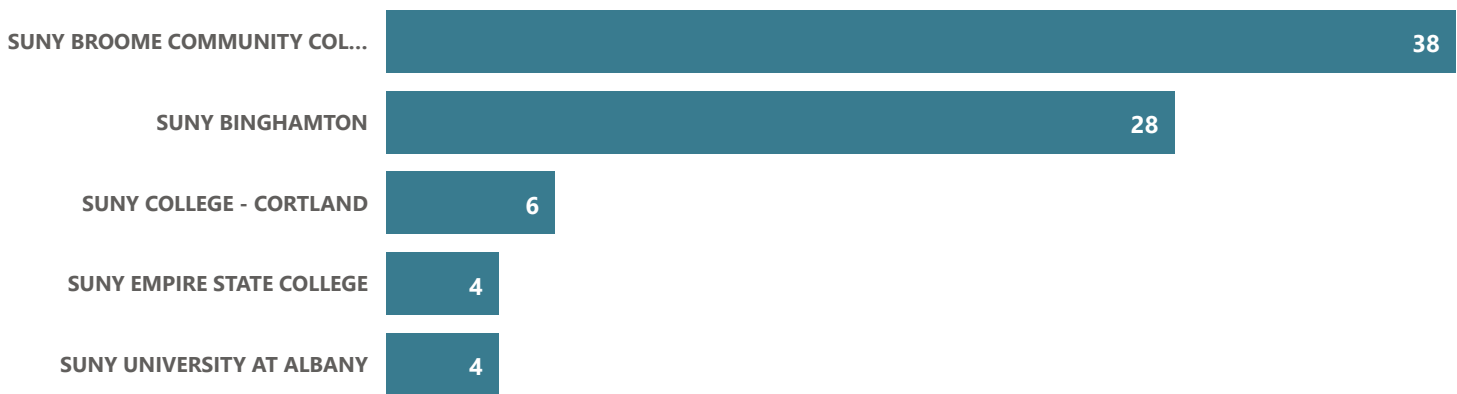 SUNY BROOME COMMUNITY COL... 38
SUNY BINGHAMTON 28
SUNY COLLEGE - CORTLAND 6
SUNY EMPIRE STATE COLLEGE 4
SUNY UNIVERSITY AT ALBANY 4